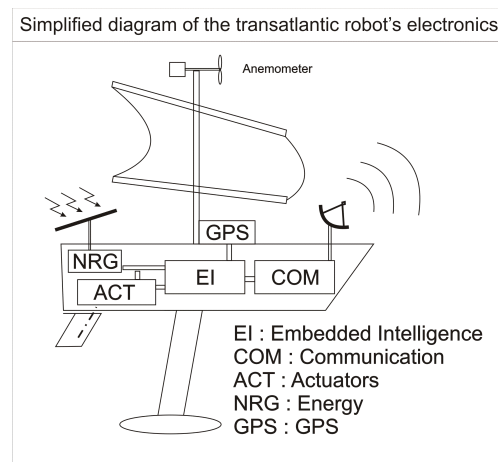 Simplified diagram of the transatlantic robot's electronics
Anemometer
GPS
NRG
EI
COM
ACT
EI : Embedded Intelligence
COM : Communication
ACT : Actuators
NRG : Energy
GPS : GPS